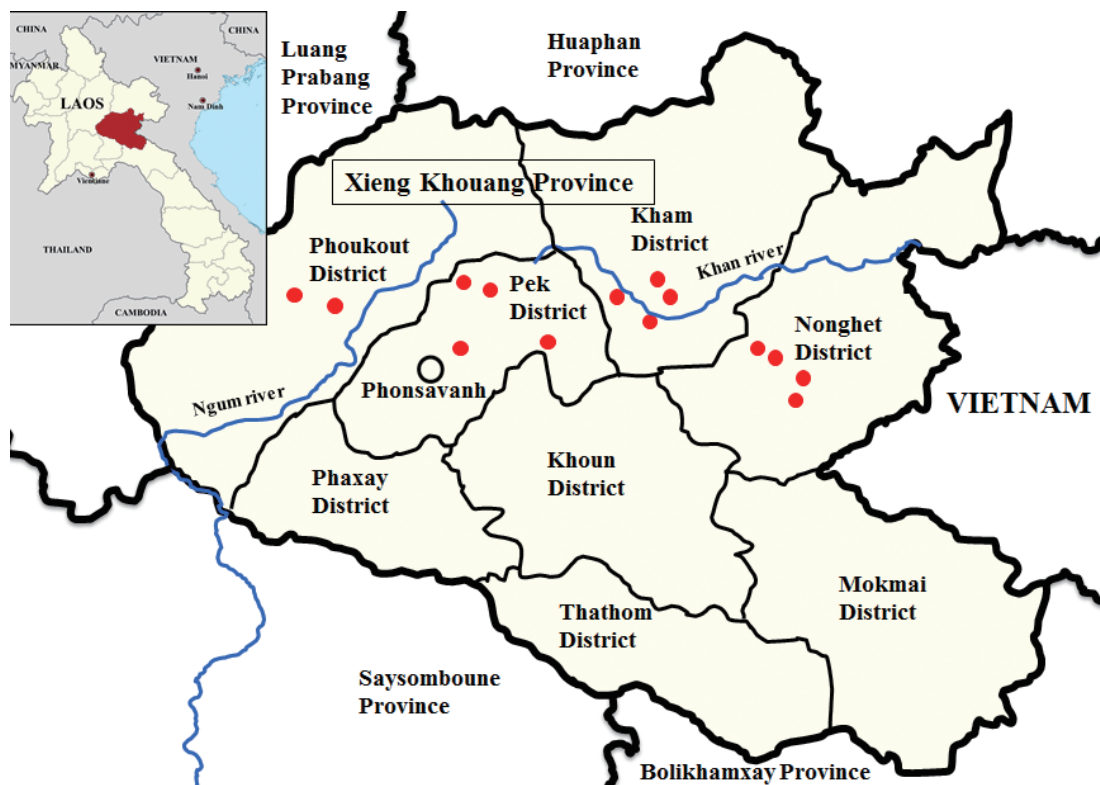 CHINA
CHINA
MYANMAR
VIETNAM
Hanoi
LAOS
Nam Dinh
Vientiane
THAILAND
CAMBODIA
Luang
Prabang
Province
Huaphan
Province
Xieng Khouang Province
Kham
District
Phoukout
District
Khan river
Pek
District
Nonghet
District
Phonsavanh
Ngum river
VIETNAM
Khoun
District
Phaxay
District
Mokmai
District
Thathom
District
Saysomboune
Province
Bolikhamxay Province